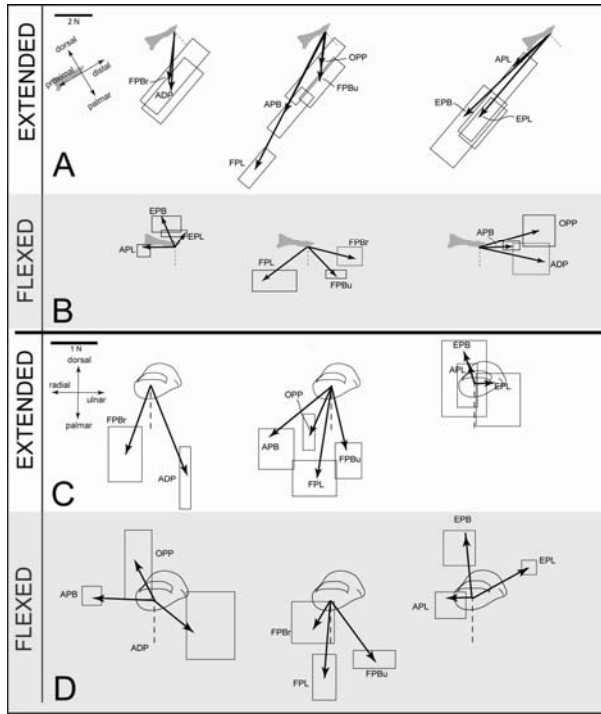 EXTENDED
2 N
dorsal
proximal
distal
palmar
FPBr
ADP
OPP
FPBu
APB
FPL
APL
EPB
EPL
A
FLEXED
EPB
EPL
APL
FPL
FPBr
FPBu
APB
OPP
ADP
B
EXTENDED
1 N
dorsal
radial
ulnar
palmar
FPBr
ADP
OPP
APB
FPL
FPBu
EPB
APL
EPL
C
FLEXED
OPP
APB
ADP
FPBr
FPL
FPBu
EPB
EPL
APL
D